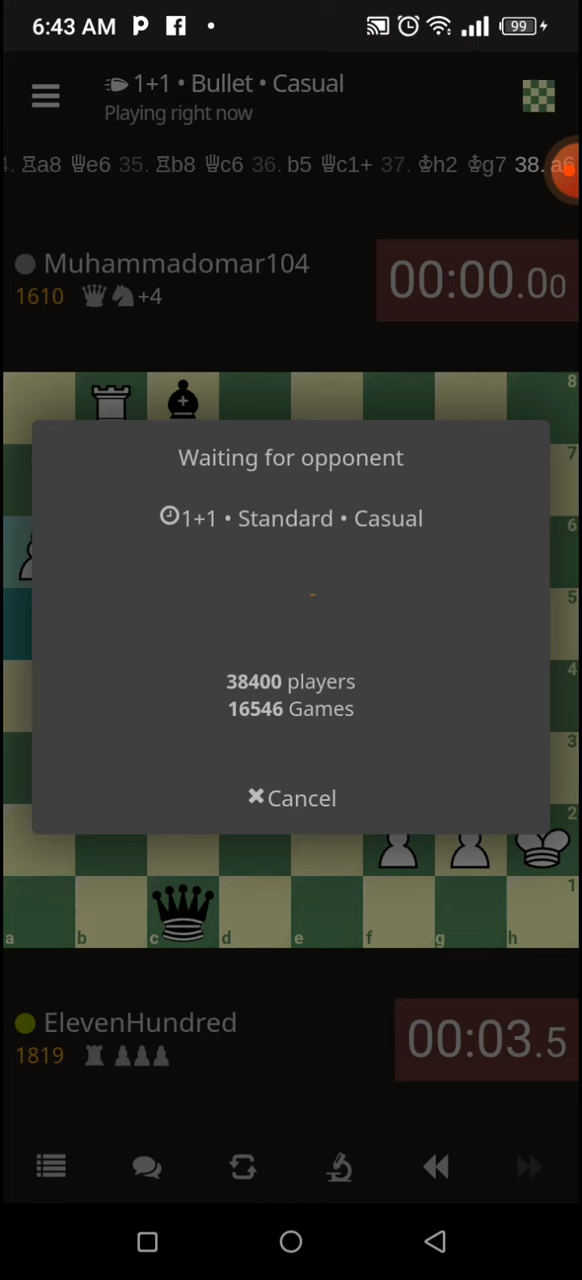 6:43 AM
99
1+1 • Bullet • Casual
Playing right now
4. ♖a8 ♕e6 35. ♖b8 ♕c6 36. b5 ♕c1+ 37. ♔h2 ♔g7 38. a6
Muhammadomar104
00:00.00
1610 +4
8
Waiting for opponent
7
1+1 • Standard • Casual
6
5
38400 players
4
16546 Games
3
Cancel
2
1
a b c d e f g h
ElevenHundred
00:03.5
1819